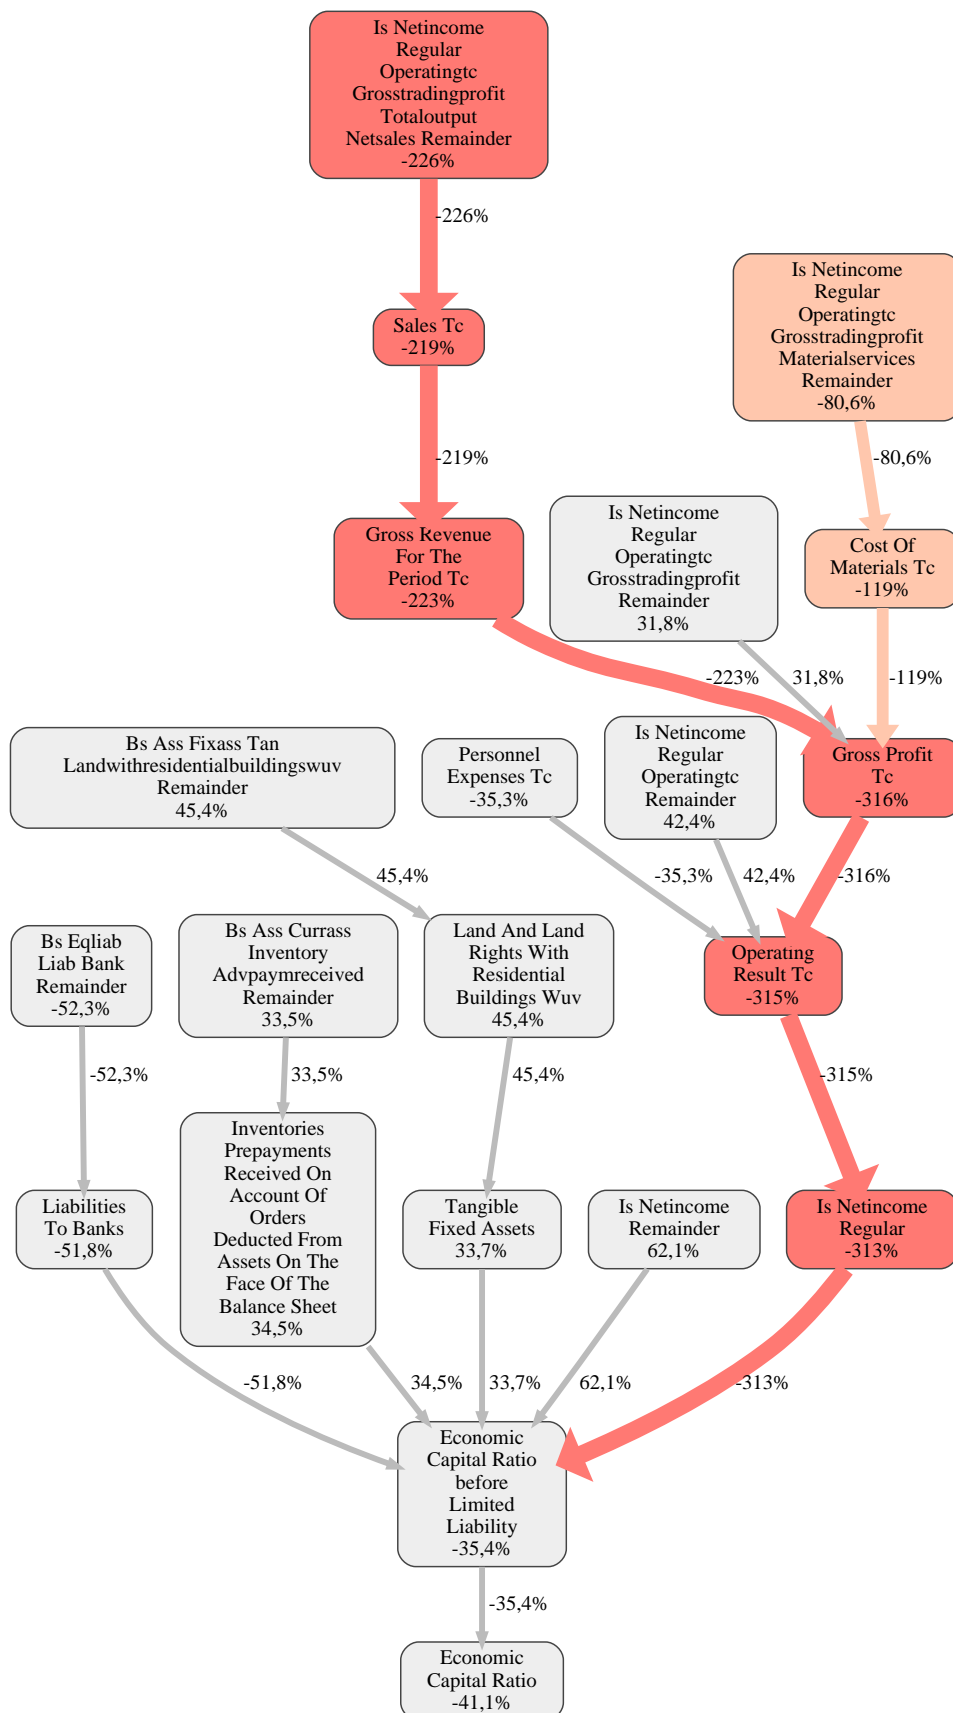 Is Netincome
Regular
Operatingtc
Grosstradingprofit
Totaloutput
Netsales Remainder
-226%
-226%
Is Netincome
Regular
Operatingtc
Grosstradingprofit
Materialservices
Remainder
-80,6%
Sales Tc
-219%
-80,6%
-219%
Is Netincome
Regular
Operatingtc
Grosstradingprofit
Remainder
31,8%
Gross Revenue
For The
Period Tc
-223%
Cost Of
Materials Tc
-119%
-223%
31,8%
-119%
Bs Ass Fixass Tan
Landwithresidentialbuildingswuv
Remainder
45,4%
Personnel
Expenses Tc
-35,3%
Is Netincome
Regular
Operatingtc
Remainder
42,4%
Gross Profit
Tc
-316%
45,4%
-35,3%
42,4%
-316%
Bs Eqliab
Liab Bank
Remainder
-52,3%
Bs Ass Currass
Inventory
Advpaymreceived
Remainder
33,5%
Land And Land
Rights With
Residential
Buildings Wuv
45,4%
Operating
Result Tc
-315%
-52,3%
33,5%
45,4%
-315%
Liabilities
To Banks
-51,8%
Inventories
Prepayments
Received On
Account Of
Orders
Deducted From
Assets On The
Face Of The
Balance Sheet
34,5%
Tangible
Fixed Assets
33,7%
Is Netincome
Remainder
62,1%
Is Netincome
Regular
-313%
-51,8%
34,5%
33,7%
62,1%
-313%
Economic
Capital Ratio
before
Limited
Liability
-35,4%
-35,4%
Economic
Capital Ratio
-41,1%